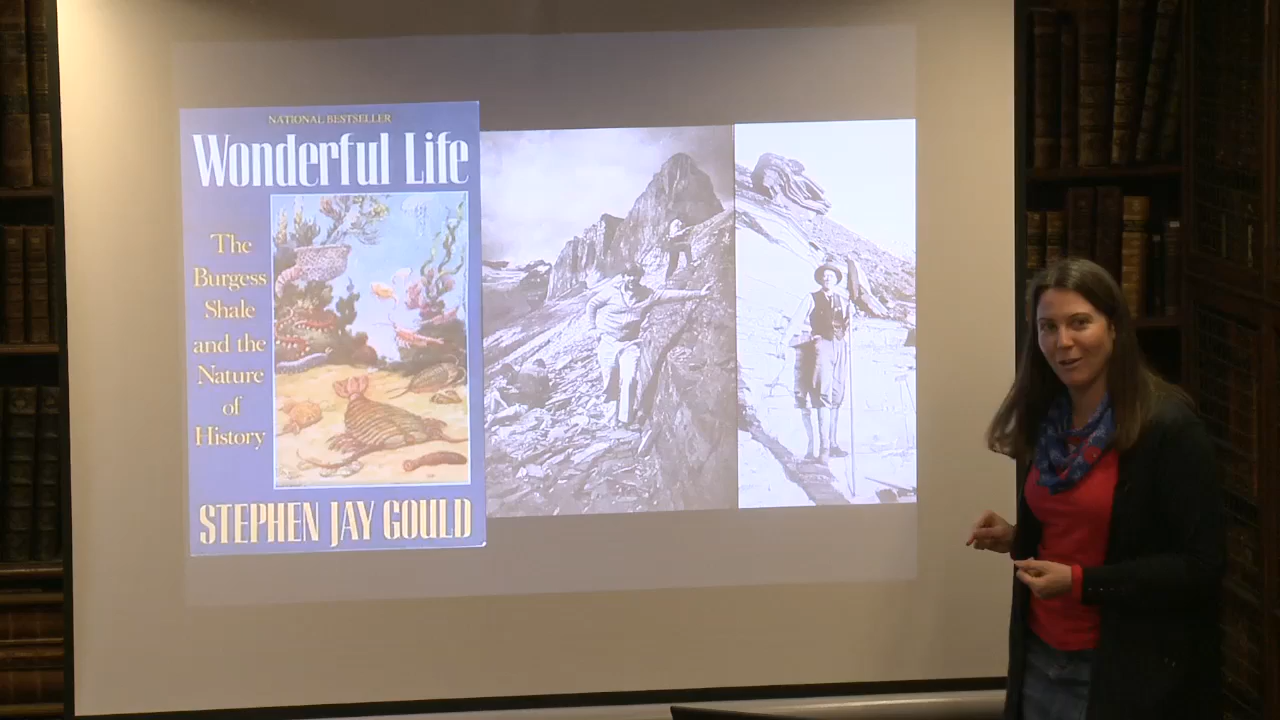 NATIONAL BESTSELLER
Wonderful Life
The
Burgess
Shale
and the
Nature
of
History
STEPHEN JAY GOULD